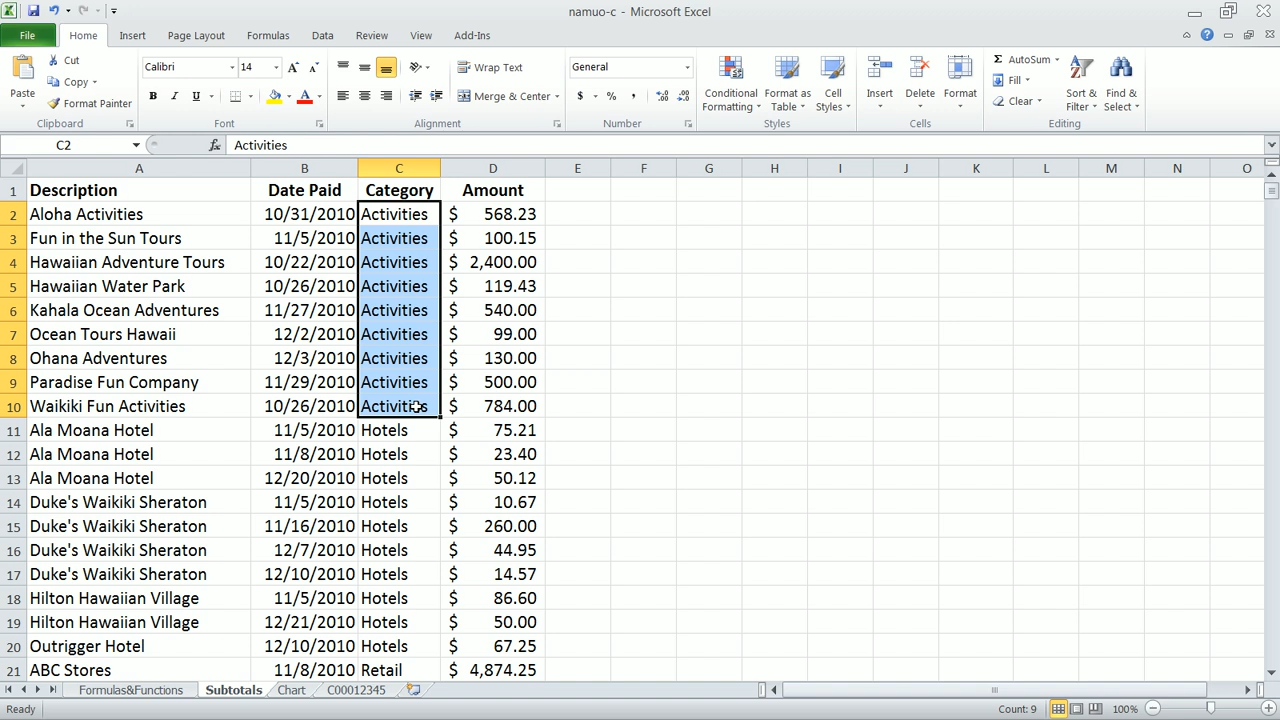 namuo-c - Microsoft Excel
File Home Insert Page Layout Formulas Data Review View Add-Ins
Paste
Cut
Copy
Format Painter
Calibri 14
B I U A
Wrap Text
Merge & Center
General
$ % ,
Conditional Formatting
Format as Table
Cell Styles
Insert
Delete
Format
AutoSum
Fill
Clear
Sort & Filter
Find & Select
Clipboard Font Alignment Number Styles Cells Editing
C2 fx Activities
A B C D E F G H I J K L M N O
1 Description Date Paid Category Amount
2 Aloha Activities 10/31/2010 Activities $ 568.23
3 Fun in the Sun Tours 11/5/2010 Activities $ 100.15
4 Hawaiian Adventure Tours 10/22/2010 Activities $ 2,400.00
5 Hawaiian Water Park 10/26/2010 Activities $ 119.43
6 Kahala Ocean Adventures 11/27/2010 Activities $ 540.00
7 Ocean Tours Hawaii 12/2/2010 Activities $ 99.00
8 Ohana Adventures 12/3/2010 Activities $ 130.00
9 Paradise Fun Company 11/29/2010 Activities $ 500.00
10 Waikiki Fun Activities 10/26/2010 Activities $ 784.00
11 Ala Moana Hotel 11/5/2010 Hotels $ 75.21
12 Ala Moana Hotel 11/8/2010 Hotels $ 23.40
13 Ala Moana Hotel 12/20/2010 Hotels $ 50.12
14 Duke's Waikiki Sheraton 11/5/2010 Hotels $ 10.67
15 Duke's Waikiki Sheraton 11/16/2010 Hotels $ 260.00
16 Duke's Waikiki Sheraton 12/7/2010 Hotels $ 44.95
17 Duke's Waikiki Sheraton 12/10/2010 Hotels $ 14.57
18 Hilton Hawaiian Village 11/5/2010 Hotels $ 86.60
19 Hilton Hawaiian Village 12/21/2010 Hotels $ 50.00
20 Outrigger Hotel 12/10/2010 Hotels $ 67.25
21 ABC Stores 11/8/2010 Retail $ 4,874.25
Formulas&Functions Subtotals Chart C00012345
Ready Count: 9 100%